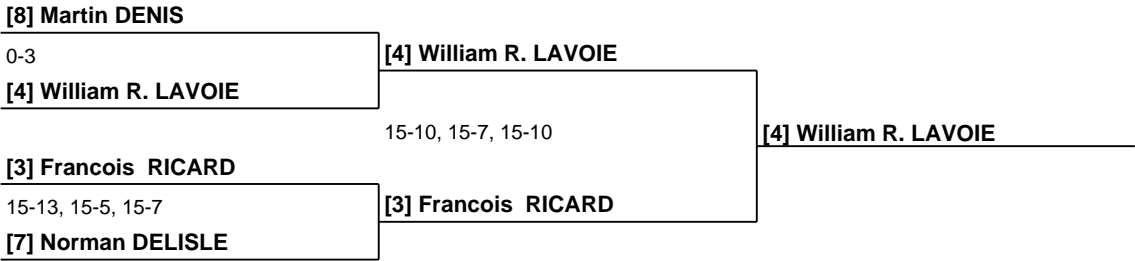 [8] Martin DENIS
0-3
[4] William R. LAVOIE
[4] William R. LAVOIE
15-10, 15-7, 15-10
[4] William R. LAVOIE
[3] Francois  RICARD
15-13, 15-5, 15-7
[3] Francois  RICARD
[7] Norman DELISLE